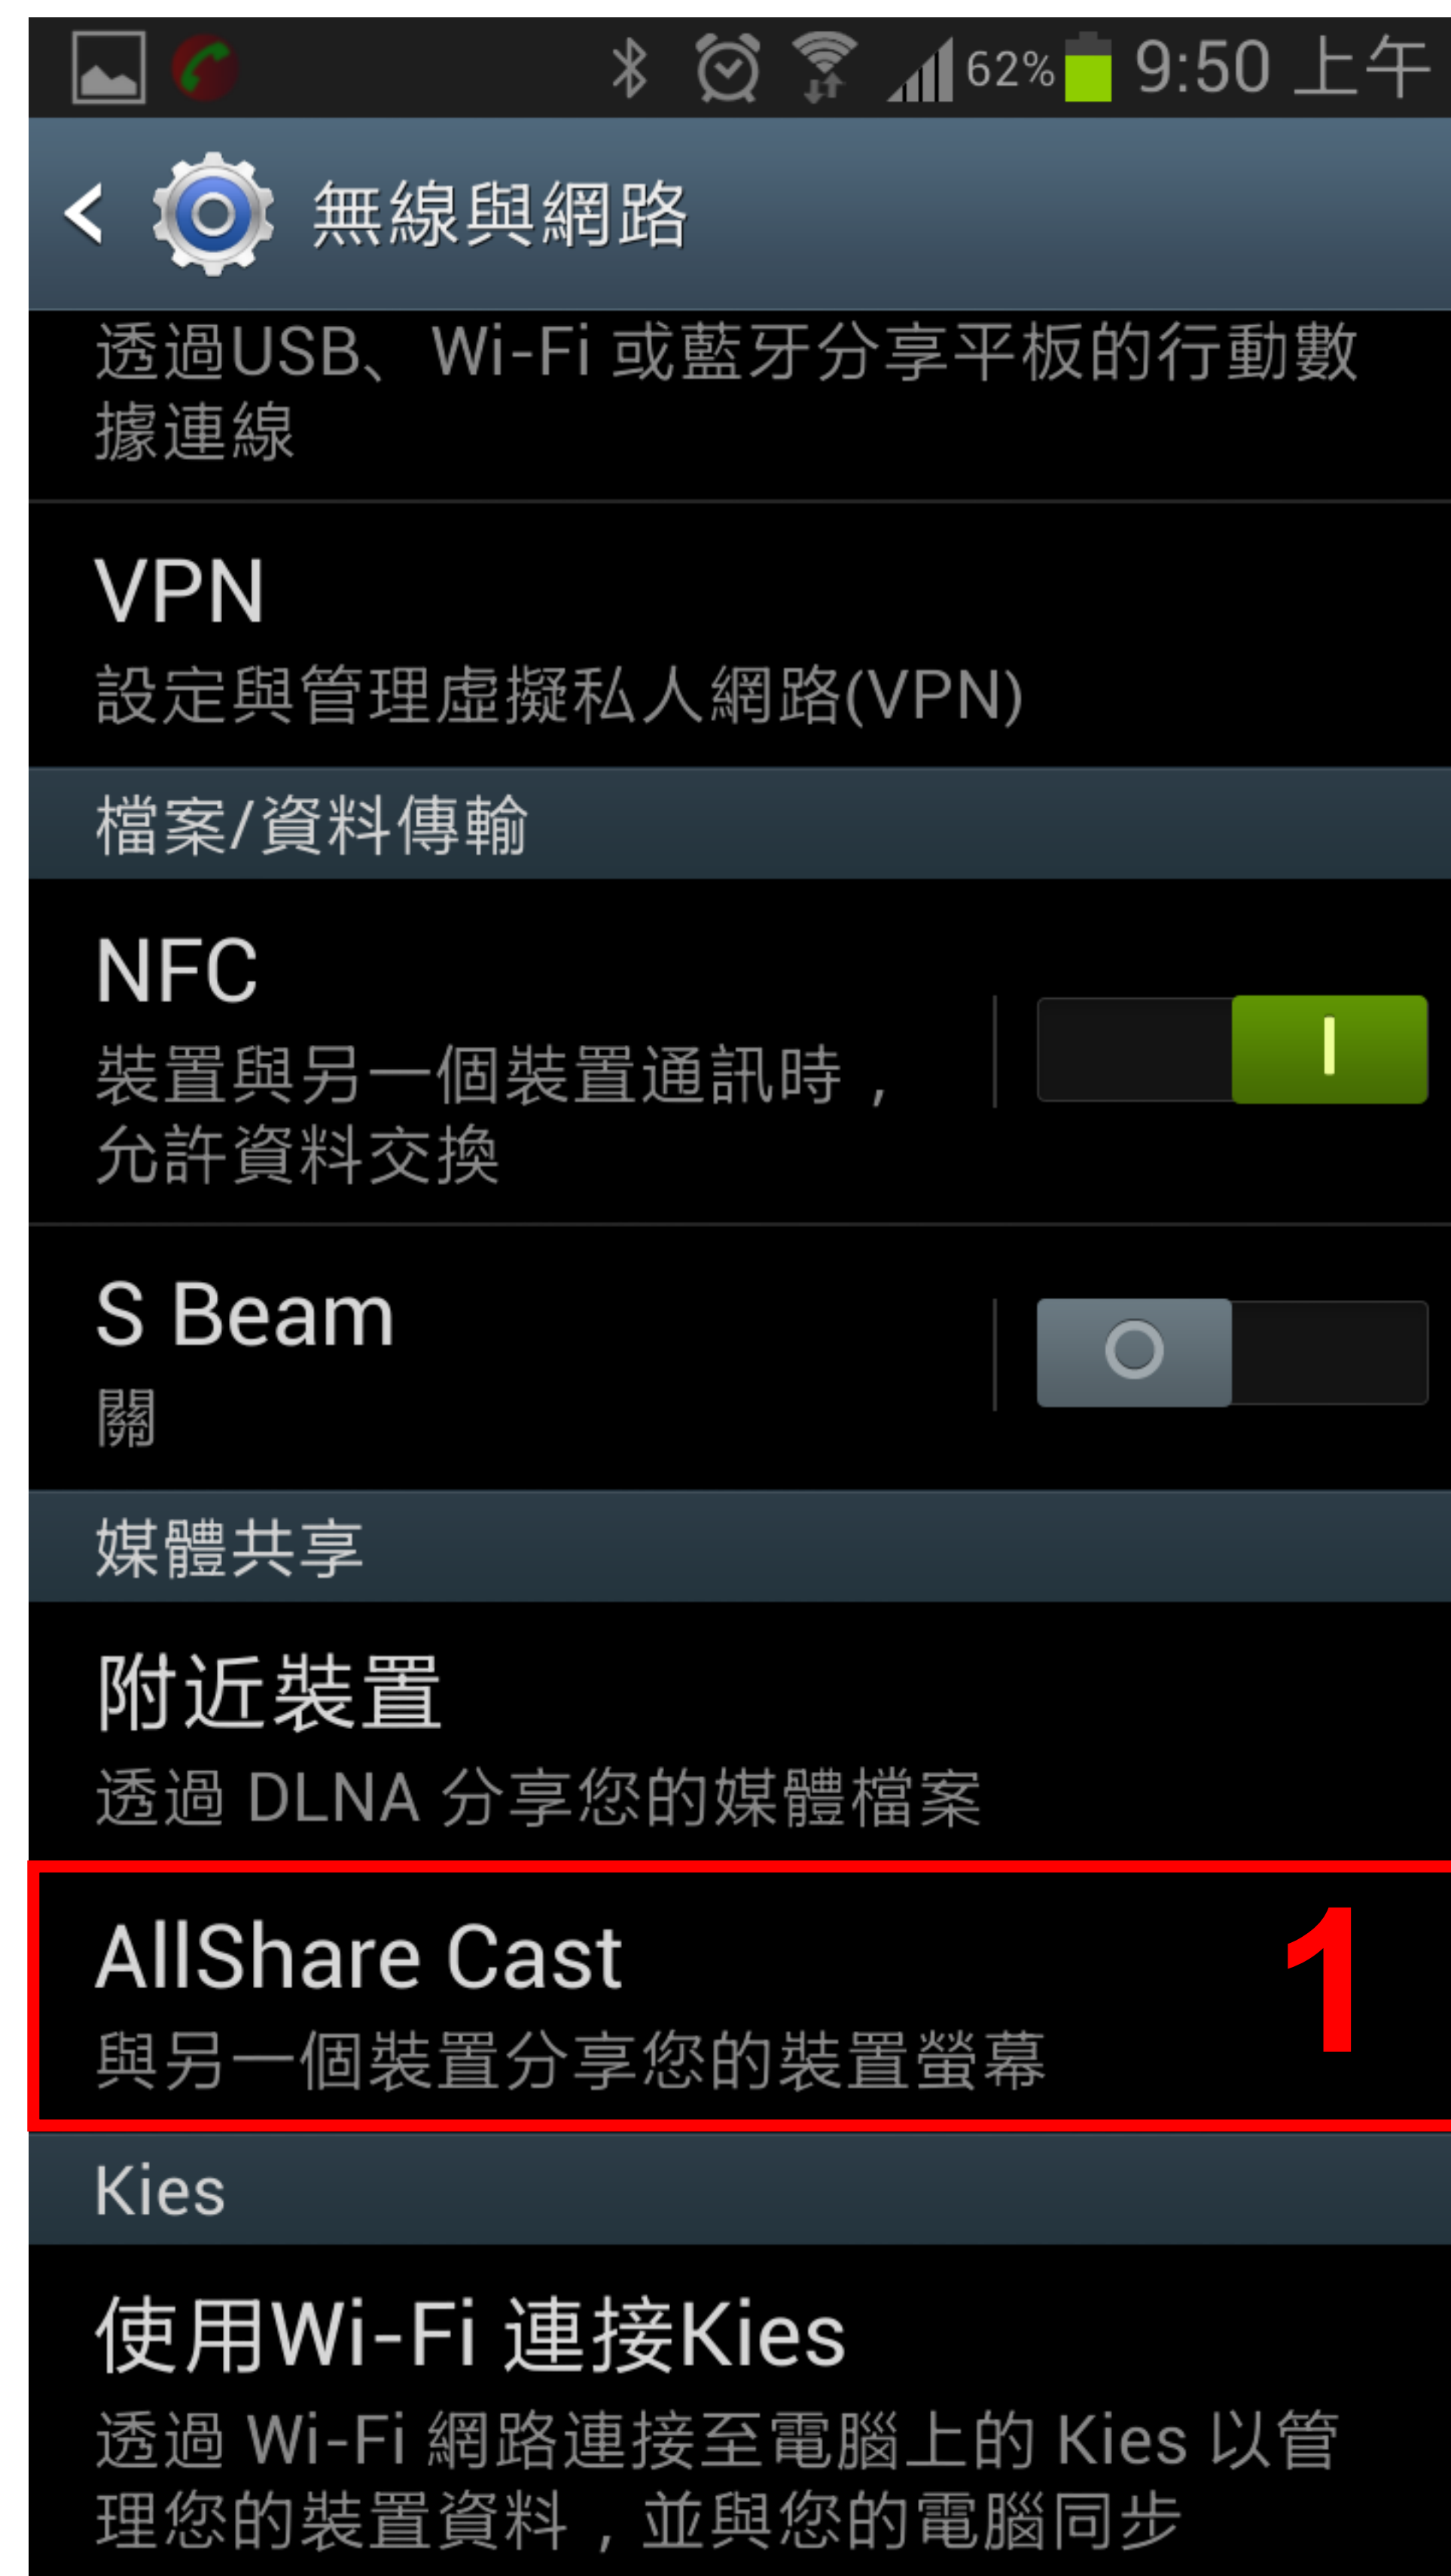 62% 9:50 上午
無線與網路
透過USB、Wi-Fi 或藍牙分享平板的行動數
據連線
VPN
設定與管理虛擬私人網路(VPN)
檔案/資料傳輸
NFC
裝置與另一個裝置通訊時，
允許資料交換
S Beam
關
媒體共享
附近裝置
透過 DLNA 分享您的媒體檔案
AllShare Cast
1
與另一個裝置分享您的裝置螢幕
Kies
使用Wi-Fi 連接Kies
透過 Wi-Fi 網路連接至電腦上的 Kies 以管
理您的裝置資料，並與您的電腦同步